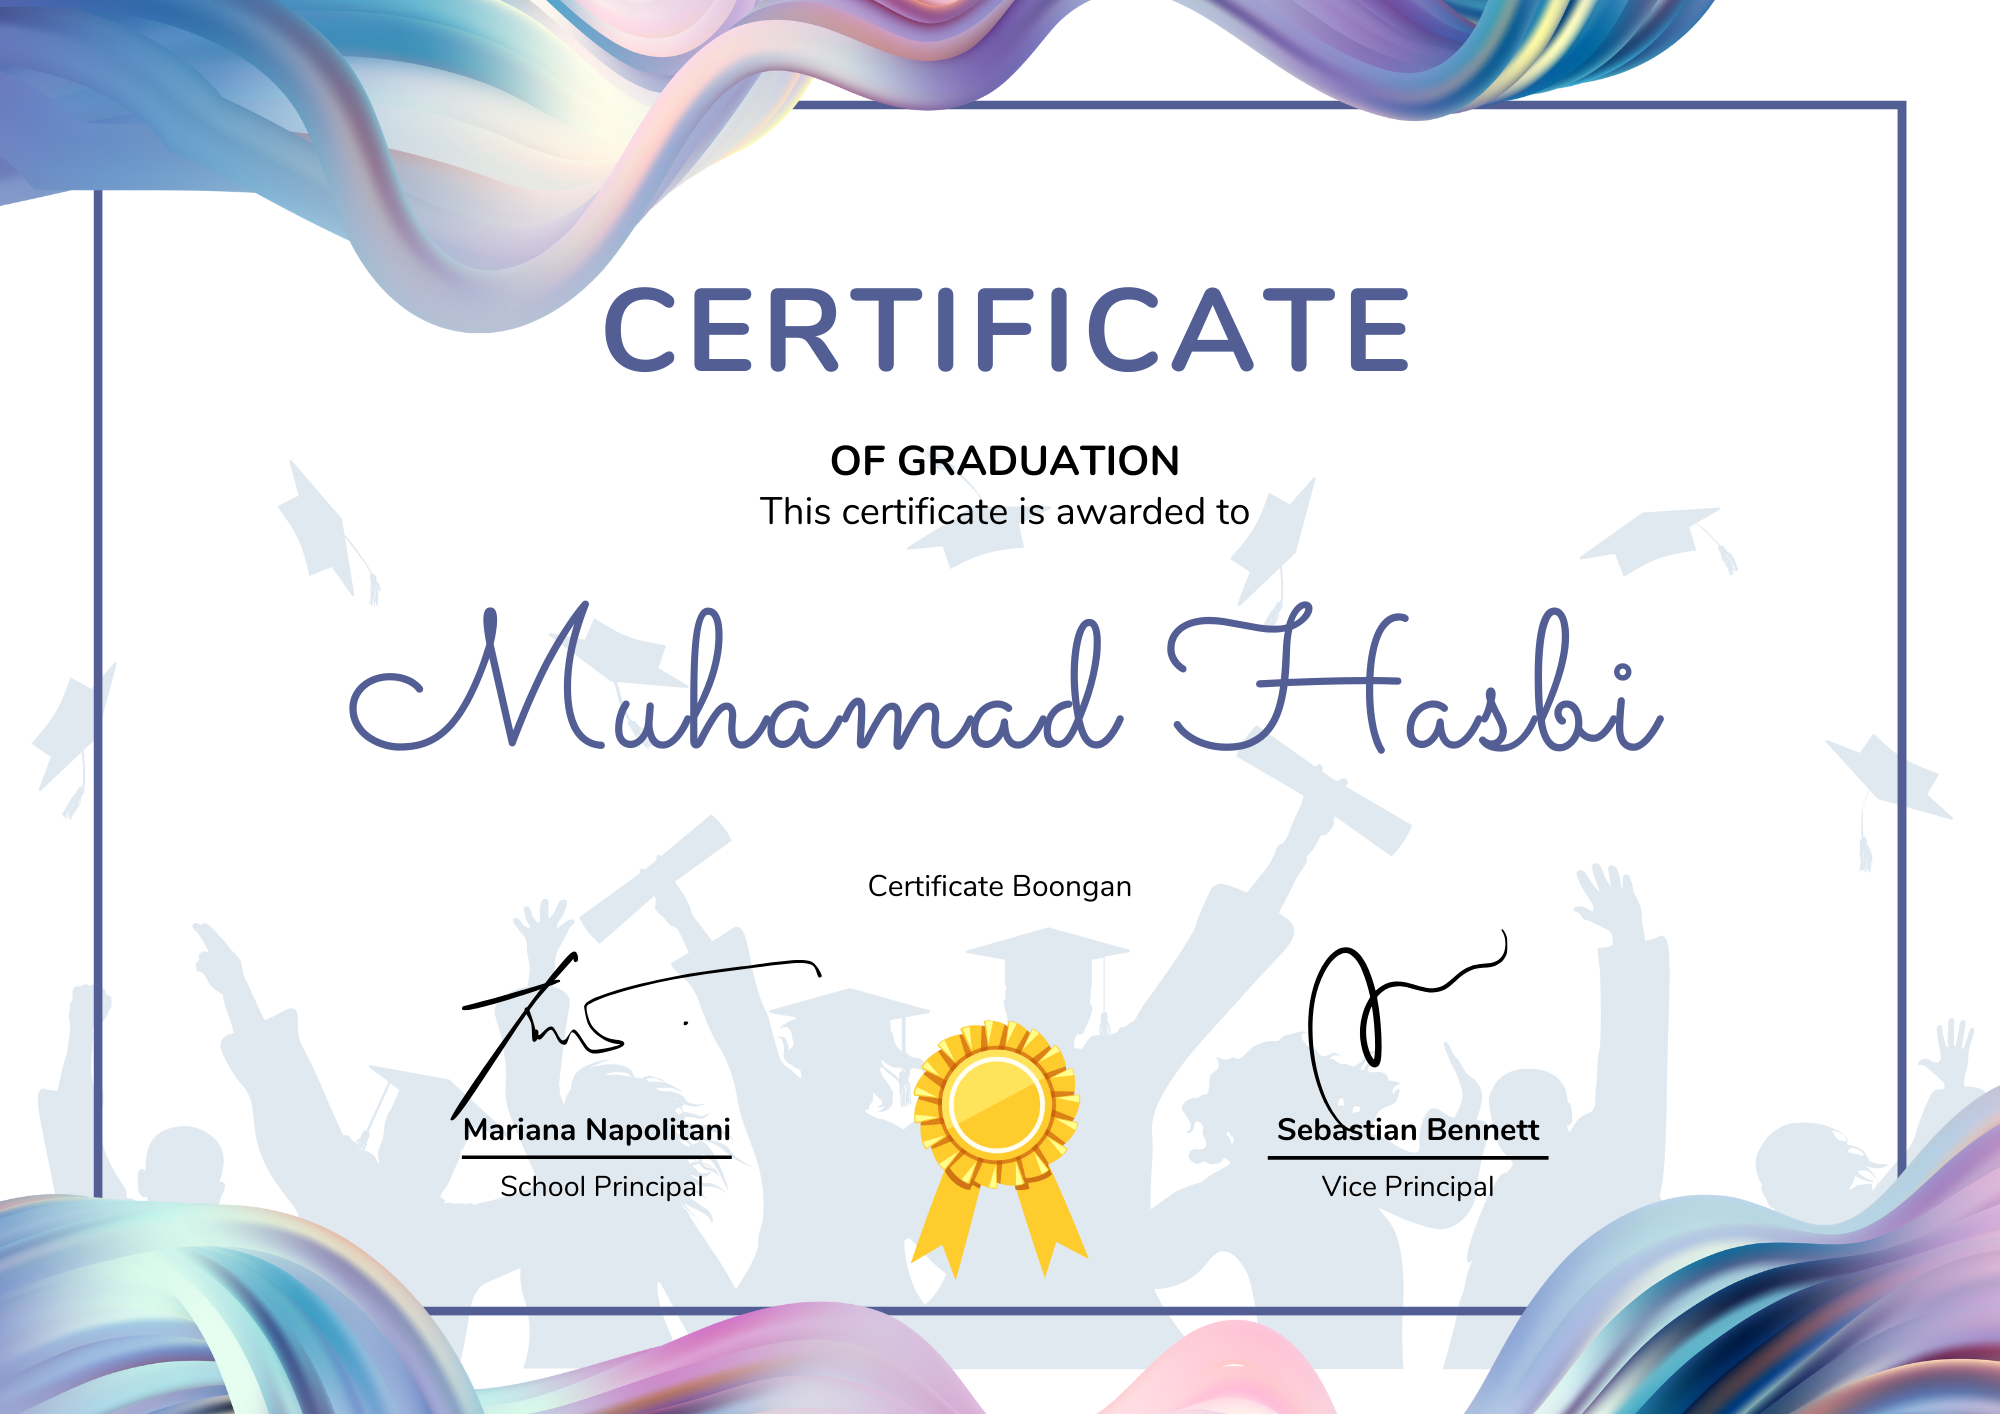 CERTIFICATE
OF GRADUATION
This certificate is awarded to
Muhamad Hasbi
Certificate Boongan
Mariana Napolitani
School Principal
Sebastian Bennett
Vice Principal